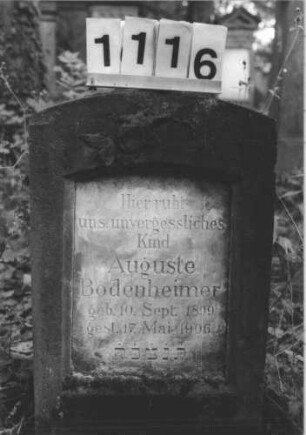 1116
Hier ruht
uns unvergessliches
Kind
Auguste
Bodenheimer
geb. 10. Sept. 1899
gest. 17. Mai 1906
ת֗נ֗צ֗ב֗ה֗